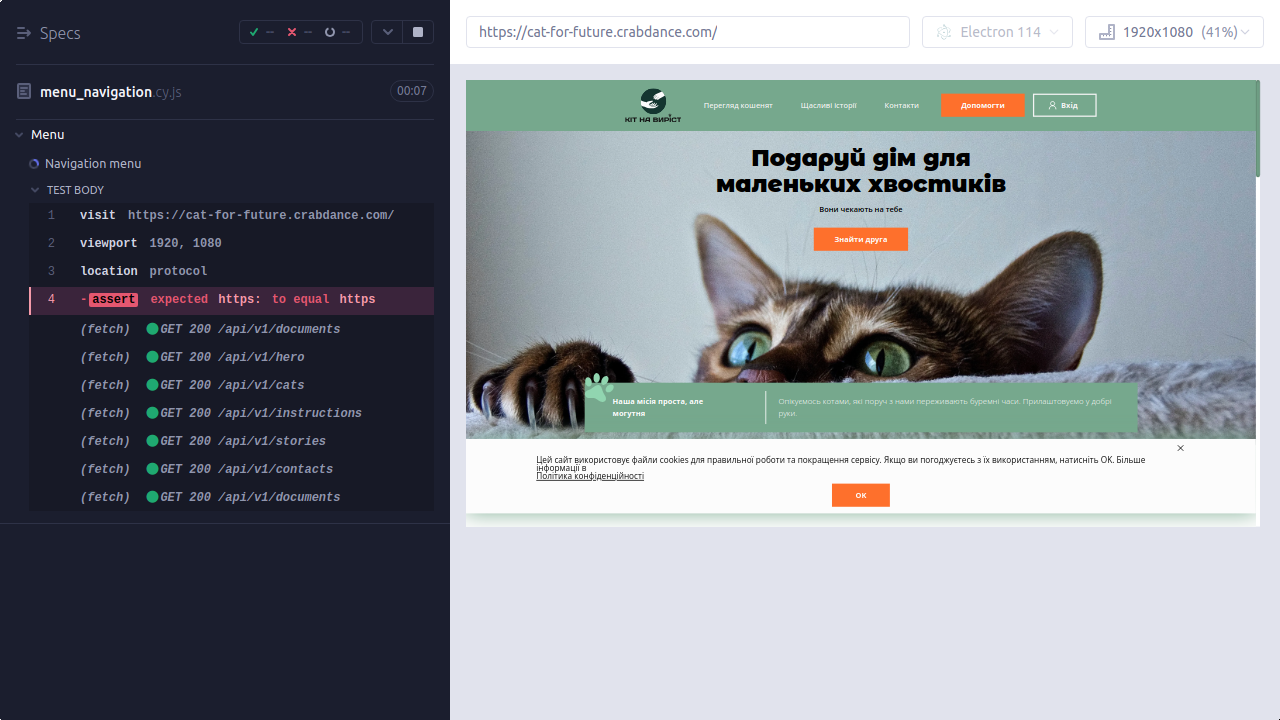 Specs
--
--
--
menu_navigation.cy.js
00:07
Menu
Navigation menu
TEST BODY
1 visit https://cat-for-future.crabdance.com/
2 viewport 1920, 1080
3 location protocol
4 -assert expected https: to equal https
(fetch) GET 200 /api/v1/documents
(fetch) GET 200 /api/v1/hero
(fetch) GET 200 /api/v1/cats
(fetch) GET 200 /api/v1/instructions
(fetch) GET 200 /api/v1/stories
(fetch) GET 200 /api/v1/contacts
(fetch) GET 200 /api/v1/documents
https://cat-for-future.crabdance.com/
Electron 114
1920x1080 (41%)
КІТ НА ВИРІСТ
Перегляд кошенят
Щасливі історії
Контакти
Допомогти
Вхід
Подаруй дім для
маленьких хвостиків
Вони чекають на тебе
Знайти друга
Наша місія проста, але
могутня
Опікуємось котами, які поруч з нами переживають буремні часи. Прилаштовуємо у добрі
руки.
Цей сайт використовує файли cookies для правильної роботи та покращення сервісу. Якщо ви погоджуєтесь з їх використанням, натисніть OK. Більше
інформації в
Політика конфіденційності
ОК